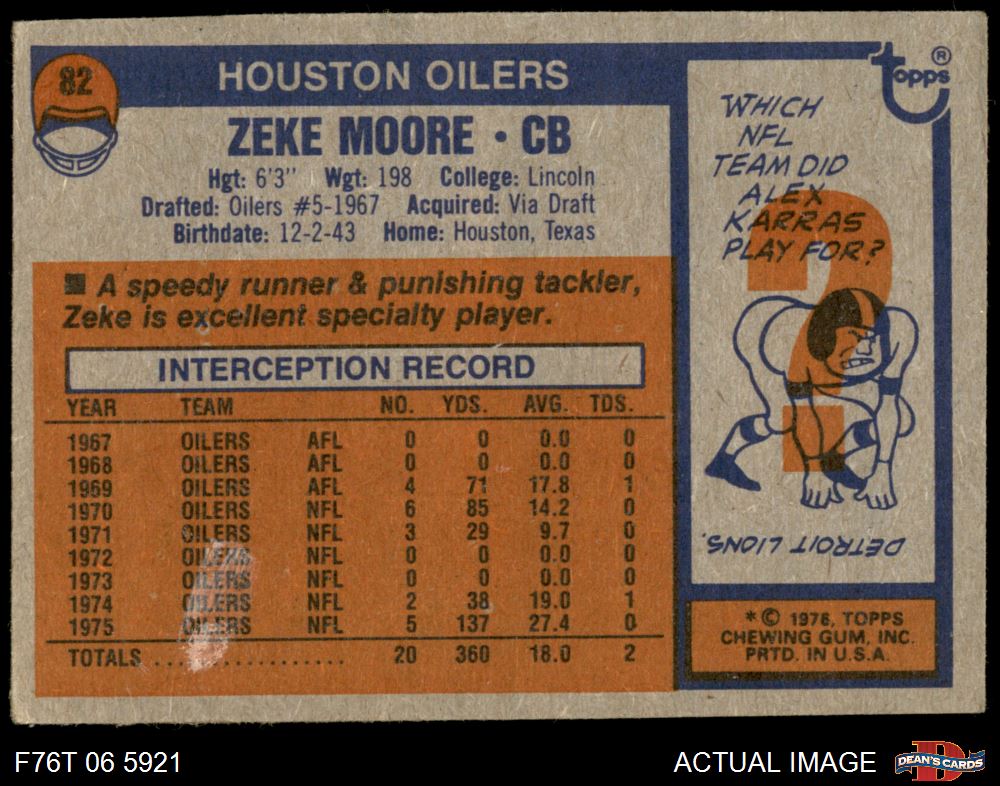 82
HOUSTON OILERS
ZEKE MOORE • CB
Hgt: 6'3" Wgt: 198 College: Lincoln
Drafted: Oilers #5-1967 Acquired: Via Draft
Birthdate: 12-2-43 Home: Houston, Texas
■ A speedy runner & punishing tackler,
Zeke is excellent specialty player.
INTERCEPTION RECORD
YEAR TEAM NO. YDS. AVG. TDS.
1967 OILERS AFL 0 0 0.0 0
1968 OILERS AFL 0 0 0.0 0
1969 OILERS AFL 4 71 17.8 1
1970 OILERS NFL 6 85 14.2 0
1971 OILERS NFL 3 29 9.7 0
1972 OILERS NFL 0 0 0.0 0
1973 OILERS NFL 0 0 0.0 0
1974 OILERS NFL 2 38 19.0 1
1975 OILERS NFL 5 137 27.4 0
TOTALS .................. 20 360 18.0 2
topps®
WHICH
NFL
TEAM DID
ALEX
KARRAS
PLAY FOR?
?
DETROIT LIONS.
*© 1976, TOPPS
CHEWING GUM, INC.
PRTD. IN U.S.A.
F76T 06 5921
ACTUAL IMAGE
D
DEAN'S CARDS